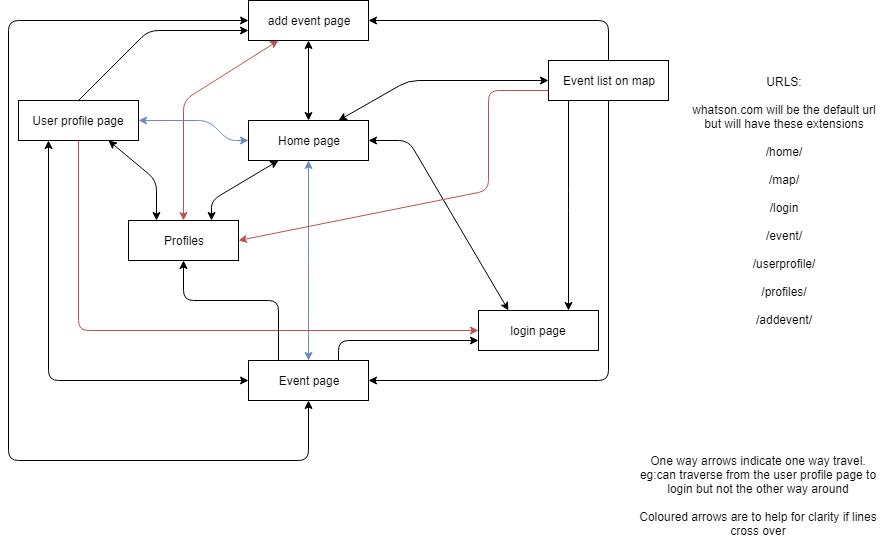 add event page
Event list on map
User profile page
Home page
Profiles
login page
Event page
URLS:
whatson.com will be the default url
but will have these extensions
/home/
/map/
/login
/event/
/userprofile/
/profiles/
/addevent/
One way arrows indicate one way travel.
eg:can traverse from the user profile page to
login but not the other way around
Coloured arrows are to help for clarity if lines
cross over